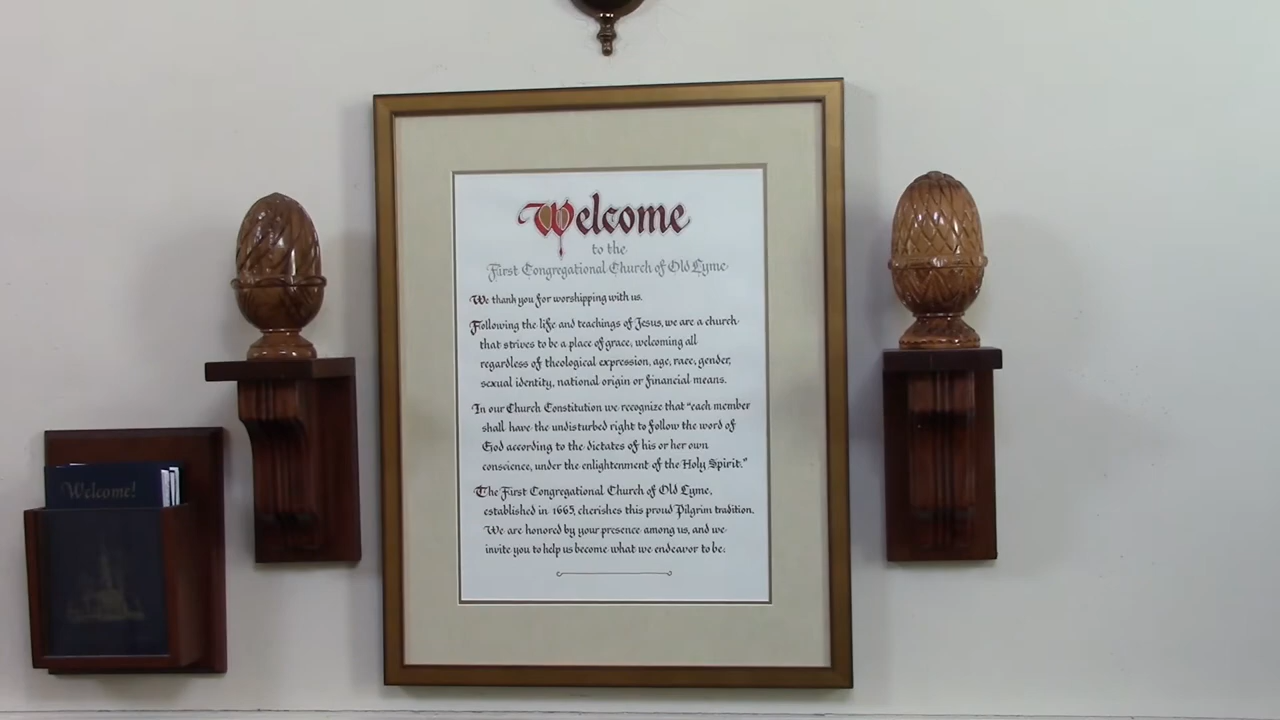 Welcome
to the
First Congregational Church of Old Lyme
We thank you for worshipping with us.
Following the life and teachings of Jesus, we are a church
that strives to be a place of grace, welcoming all
regardless of theological expression, age, race, gender,
sexual identity, national origin or financial means.
In our Church Constitution we recognize that "each member
shall have the undisturbed right to follow the word of
God according to the dictates of his or her own
conscience, under the enlightenment of the Holy Spirit."
The First Congregational Church of Old Lyme,
established in 1665, cherishes this proud Pilgrim tradition.
We are honored by your presence among us, and we
invite you to help us become what we endeavor to be.
Welcome!